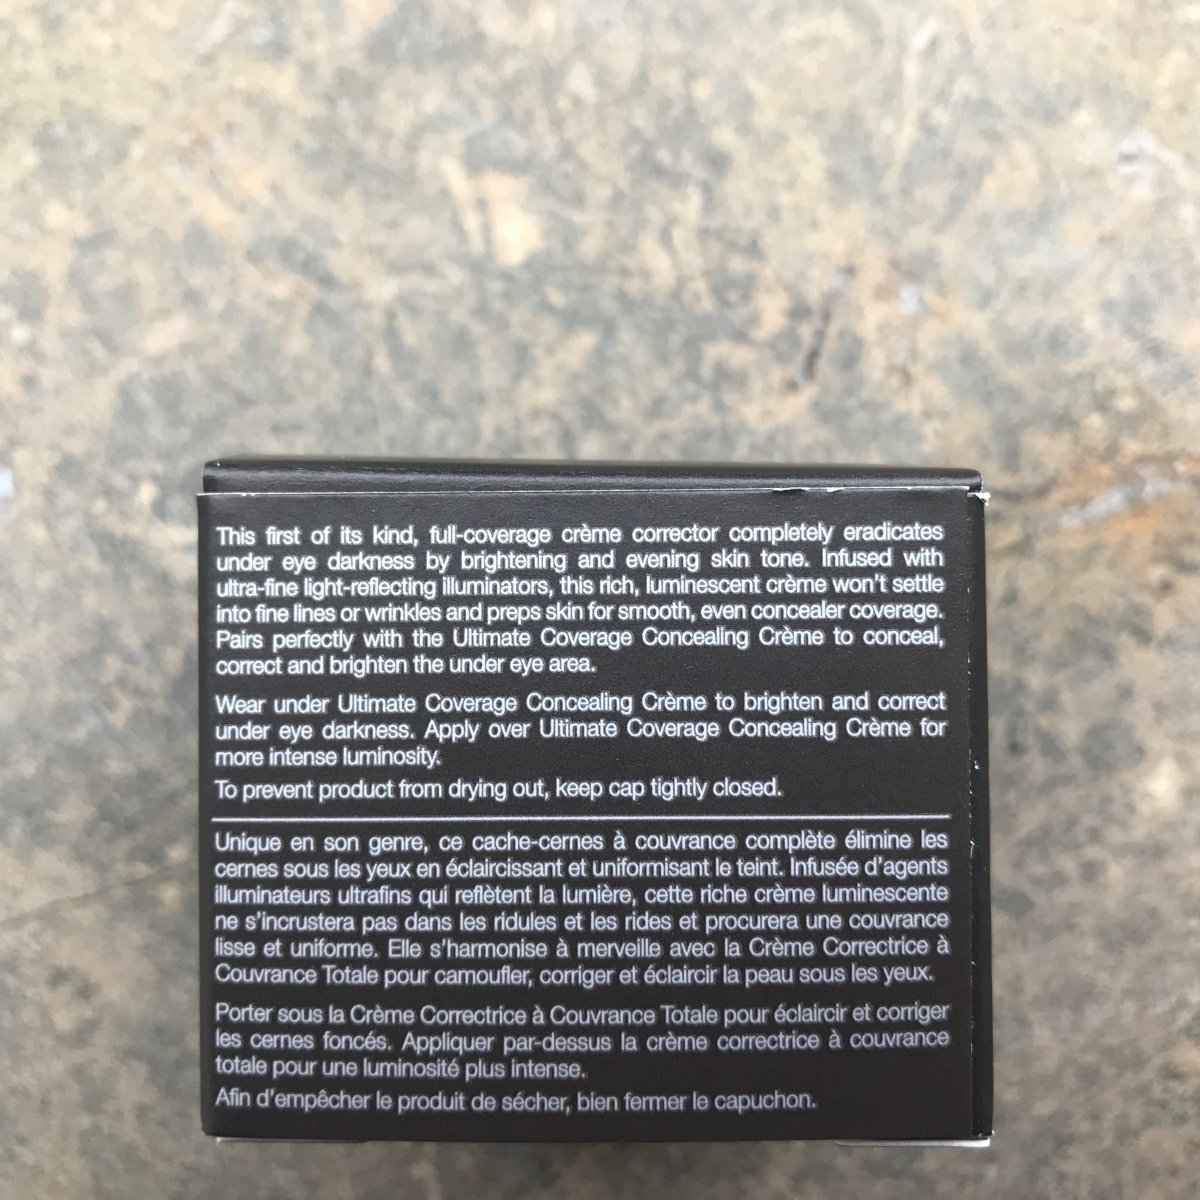 This first of its kind, full-coverage crème corrector completely eradicates
under eye darkness by brightening and evening skin tone. Infused with
ultra-fine light-reflecting illuminators, this rich, luminescent crème won't settle
into fine lines or wrinkles and preps skin for smooth, even concealer coverage.
Pairs perfectly with the Ultimate Coverage Concealing Crème to conceal,
correct and brighten the under eye area.
Wear under Ultimate Coverage Concealing Crème to brighten and correct
under eye darkness. Apply over Ultimate Coverage Concealing Crème for
more intense luminosity.
To prevent product from drying out, keep cap tightly closed.
Unique en son genre, ce cache-cernes à couvrance complète élimine les
cernes sous les yeux en éclaircissant et uniformisant le teint. Infusée d'agents
illuminateurs ultrafins qui reflètent la lumière, cette riche crème luminescente
ne s'incrustera pas dans les ridules et les rides et procurera une couvrance
lisse et uniforme. Elle s'harmonise à merveille avec la Crème Correctrice à
Couvrance Totale pour camoufler, corriger et éclaircir la peau sous les yeux.
Porter sous la Crème Correctrice à Couvrance Totale pour éclaircir et corriger
les cernes foncés. Appliquer par-dessus la crème correctrice à couvrance
totale pour une luminosité plus intense.
Afin d'empêcher le produit de sécher, bien fermer le capuchon.